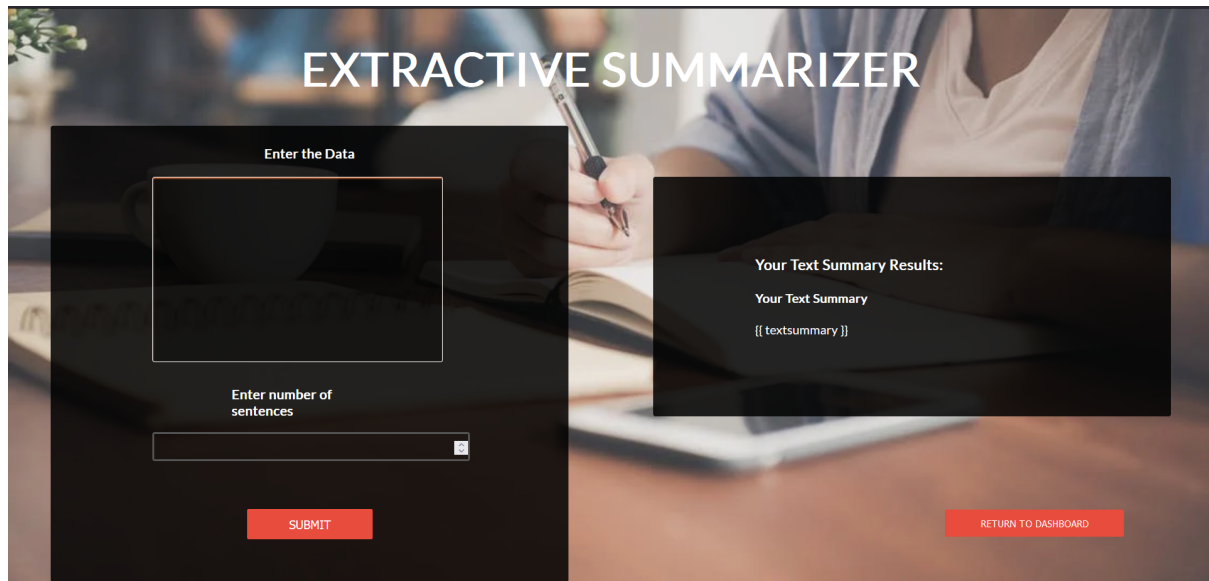 EXTRACTIVE SUMMARIZER
Enter the Data
Enter number of
sentences
SUBMIT
Your Text Summary Results:
Your Text Summary
{{ textsummary }}
RETURN TO DASHBOARD